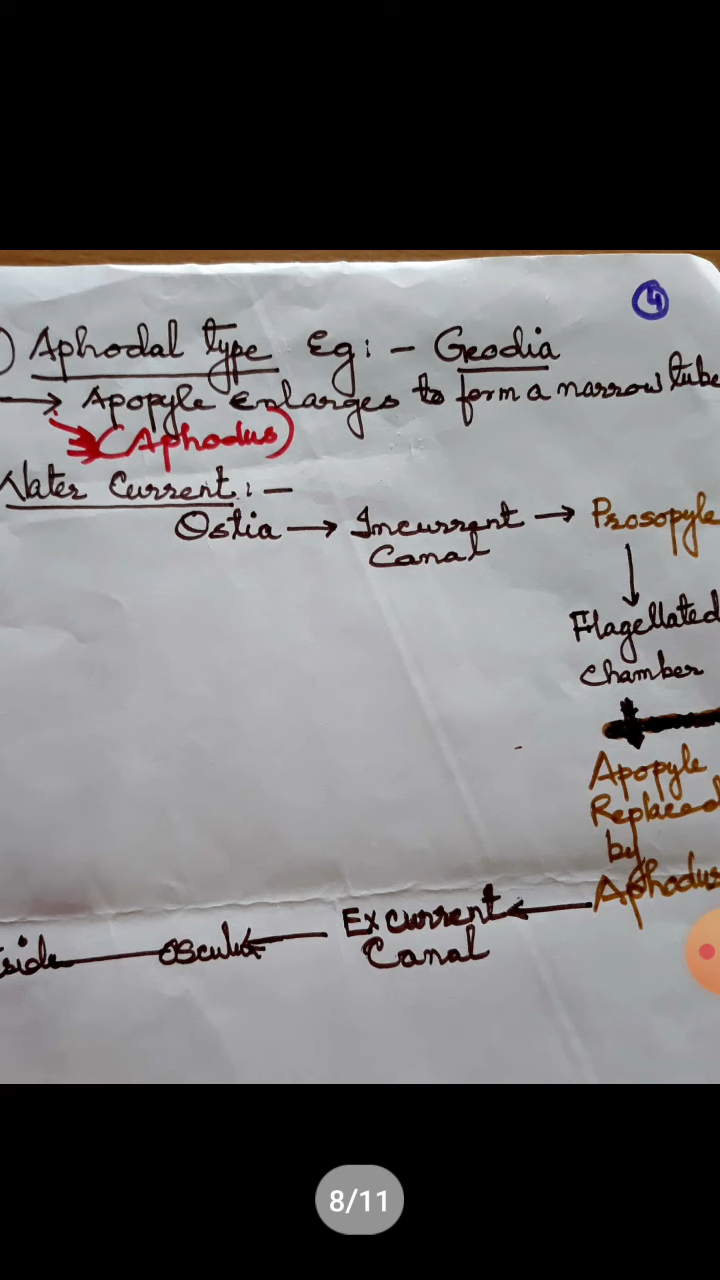 4
) Aphodal type Eg:- Geodia
→ Apopyle enlarges to form a narrow tube
(Aphodus)
Water Current:-
Ostia → Incurrent Canal → Prosopyle
↓
Flagellated
Chamber
Apopyle
Replaced
by
Aphodus
Excurrent
Canal
Osculum
side
8/11